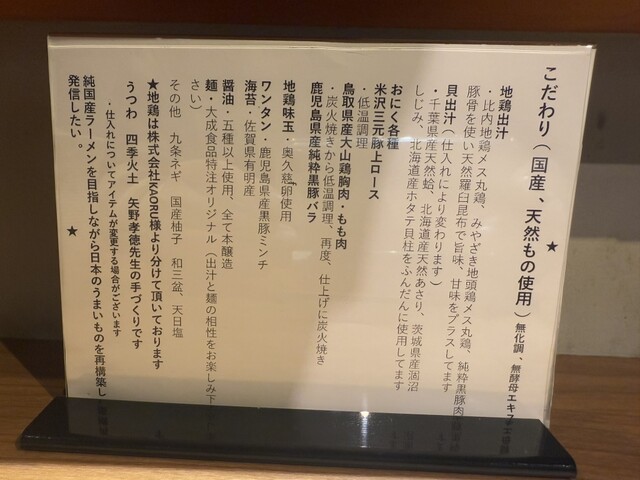 ★
こだわり（国産、天然もの使用）無化調、無酵母エキス
地鶏出汁
・比内地鶏メス丸鶏、みやざき地頭鶏メス丸鶏、純粋黒豚肉
豚骨を使い天然羅臼昆布で旨味、甘味をプラスしてます
貝出汁（仕入れにより変わります）
・千葉県産天然蛤、北海道産天然あさり、茨城県産涸沼
しじみ、北海道産ホタテ貝柱をふんだんに使用してます
おにく各種
米沢三元豚上ロース
・低温調理
鳥取県産大山鶏胸肉・もも肉
・炭火焼きから低温調理、再度、仕上げに炭火焼き
鹿児島県産純粋黒豚バラ
地鶏味玉・奥久慈卵使用
ワンタン・鹿児島県産黒豚ミンチ
海苔・佐賀県有明産
醤油・五種以上使用、全て本醸造
麺・大成食品特注オリジナル（出汁と麺の相性をお楽しみ下
さい）
その他　九条ネギ　国産柚子　和三盆、天日塩
★地鶏は株式会社KAORU様より分けて頂いております
うつわ　四季火土　矢野孝徳先生の手づくりです
・仕入れについてアイテムが変更する場合がございます
純国産ラーメンを目指しながら日本のうまいものを再構築し
発信したい。
★